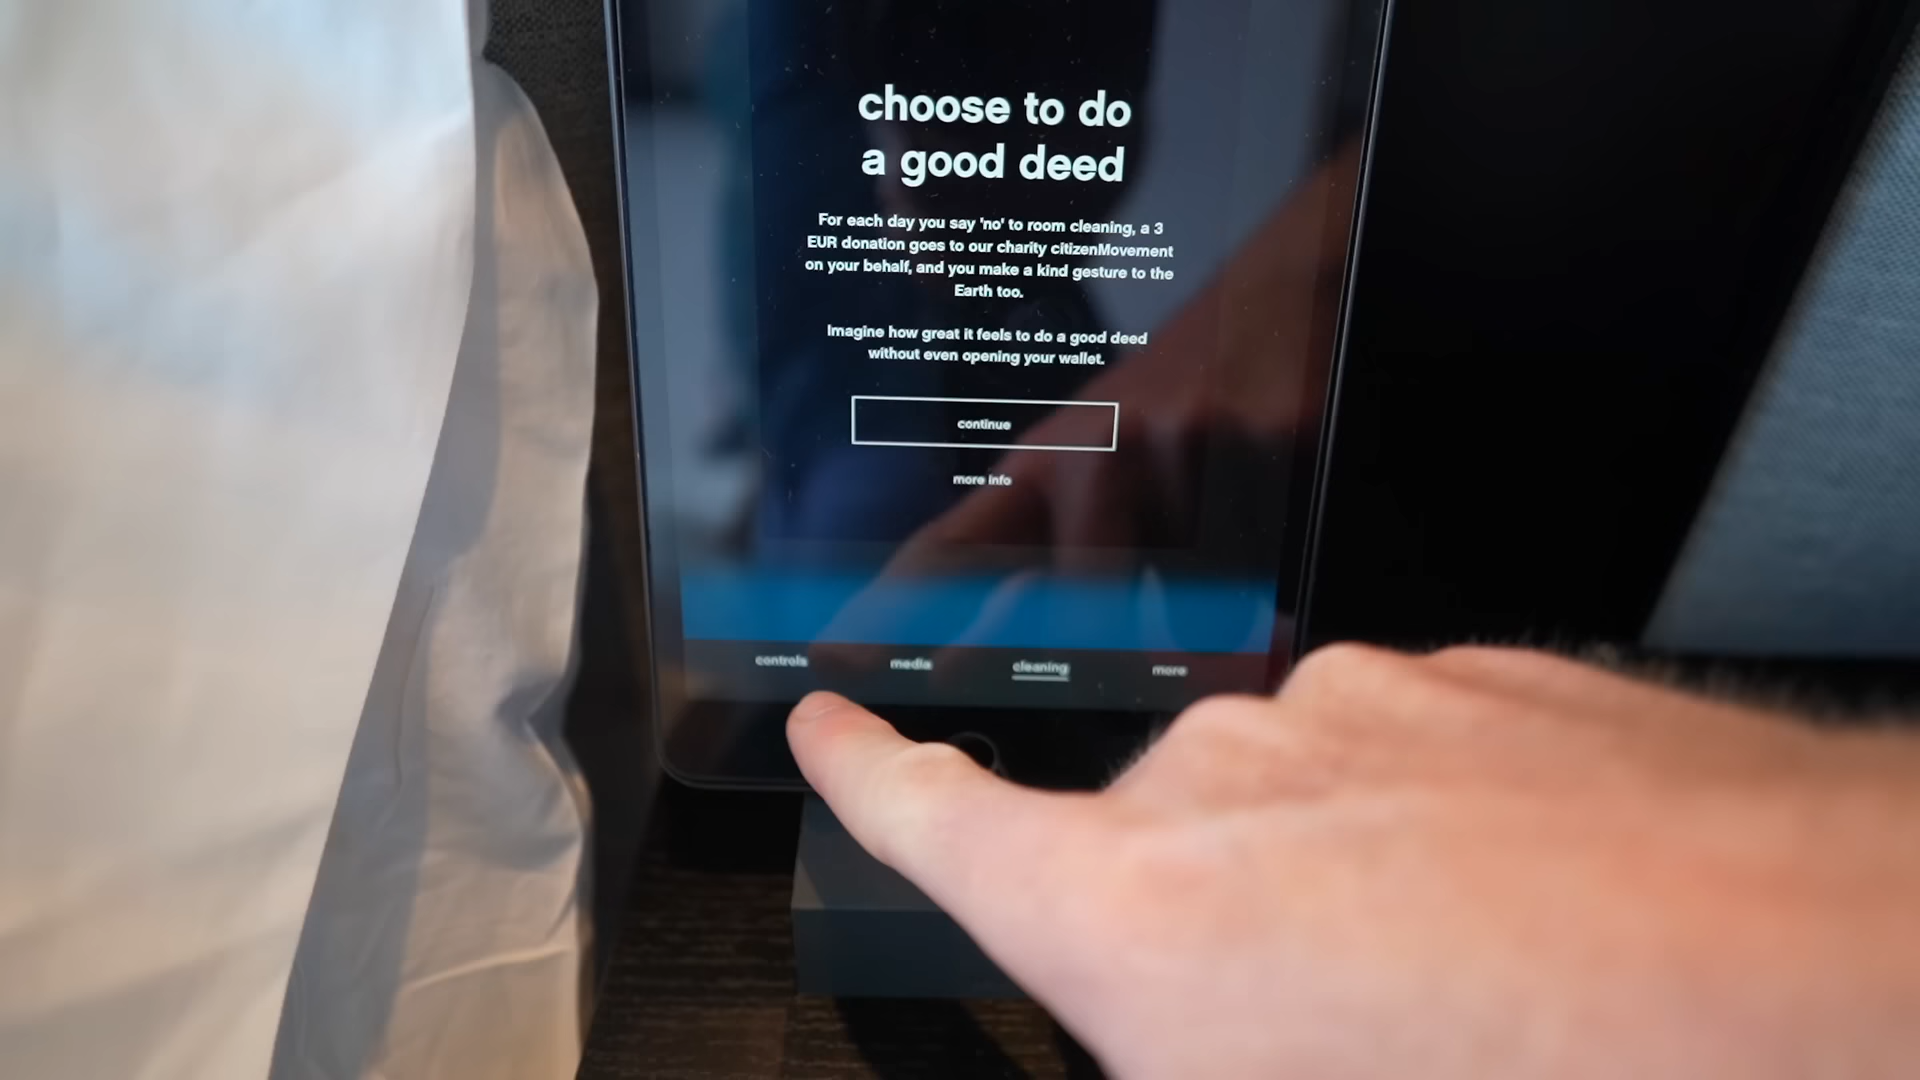 choose to do
a good deed
For each day you say 'no' to room cleaning, a 3
EUR donation goes to our charity citizenMovement
on your behalf, and you make a kind gesture to the
Earth too.
Imagine how great it feels to do a good deed
without even opening your wallet.
continue
more info
controls media cleaning more